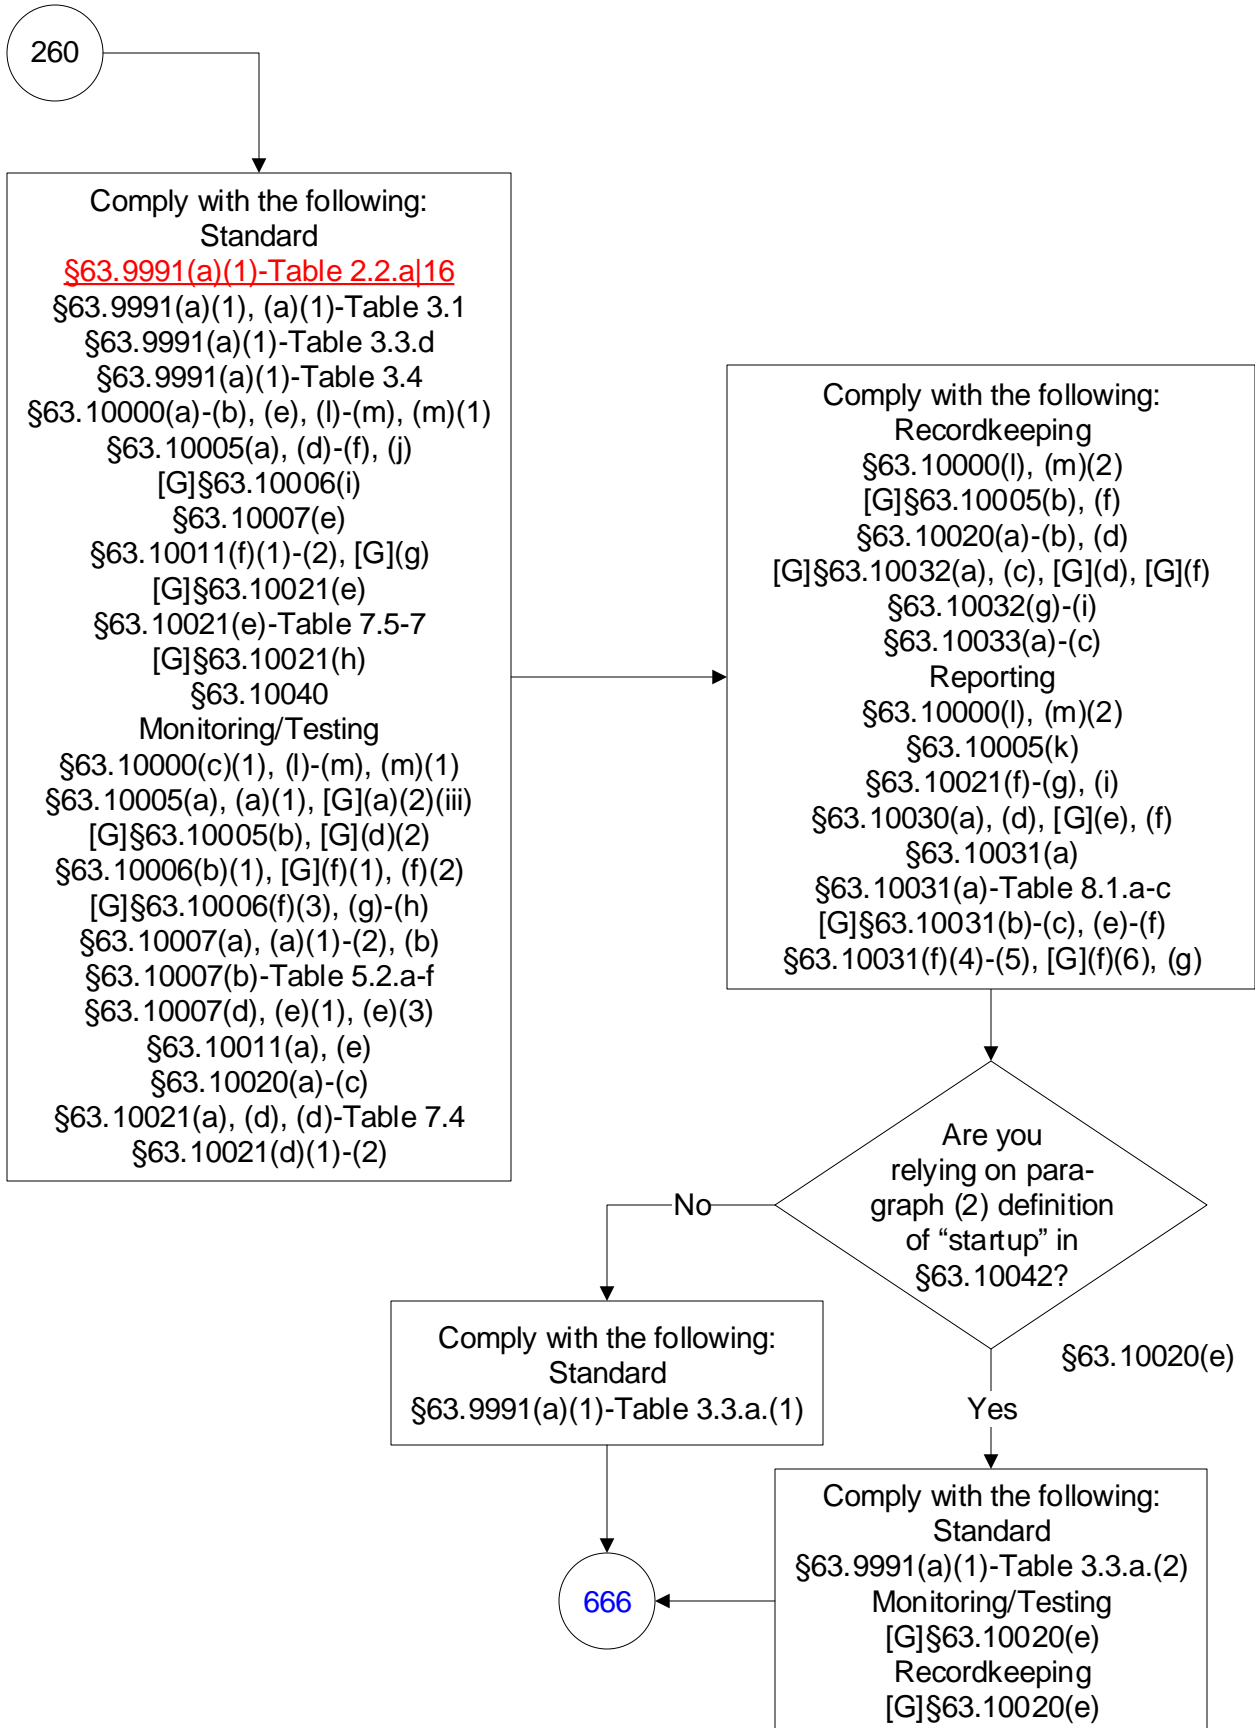 260
Comply with the following:
Standard
§63.9991(a)(1)-Table 2.2.a|16
§63.9991(a)(1), (a)(1)-Table 3.1
§63.9991(a)(1)-Table 3.3.d
§63.9991(a)(1)-Table 3.4
§63.10000(a)-(b), (e), (l)-(m), (m)(1)
§63.10005(a), (d)-(f), (j)
[G]§63.10006(i)
§63.10007(e)
§63.10011(f)(1)-(2), [G](g)
[G]§63.10021(e)
§63.10021(e)-Table 7.5-7
[G]§63.10021(h)
§63.10040
Monitoring/Testing
§63.10000(c)(1), (l)-(m), (m)(1)
§63.10005(a), (a)(1), [G](a)(2)(iii)
[G]§63.10005(b), [G](d)(2)
§63.10006(b)(1), [G](f)(1), (f)(2)
[G]§63.10006(f)(3), (g)-(h)
§63.10007(a), (a)(1)-(2), (b)
§63.10007(b)-Table 5.2.a-f
§63.10007(d), (e)(1), (e)(3)
§63.10011(a), (e)
§63.10020(a)-(c)
§63.10021(a), (d), (d)-Table 7.4
§63.10021(d)(1)-(2)
Comply with the following:
Recordkeeping
§63.10000(l), (m)(2)
[G]§63.10005(b), (f)
§63.10020(a)-(b), (d)
[G]§63.10032(a), (c), [G](d), [G](f)
§63.10032(g)-(i)
§63.10033(a)-(c)
Reporting
§63.10000(l), (m)(2)
§63.10005(k)
§63.10021(f)-(g), (i)
§63.10030(a), (d), [G](e), (f)
§63.10031(a)
§63.10031(a)-Table 8.1.a-c
[G]§63.10031(b)-(c), (e)-(f)
§63.10031(f)(4)-(5), [G](f)(6), (g)
Are you
relying on para-
graph (2) definition
of “startup” in
§63.10042?
No
§63.10020(e)
Yes
Comply with the following:
Standard
§63.9991(a)(1)-Table 3.3.a.(1)
Comply with the following:
Standard
§63.9991(a)(1)-Table 3.3.a.(2)
Monitoring/Testing
[G]§63.10020(e)
Recordkeeping
[G]§63.10020(e)
666